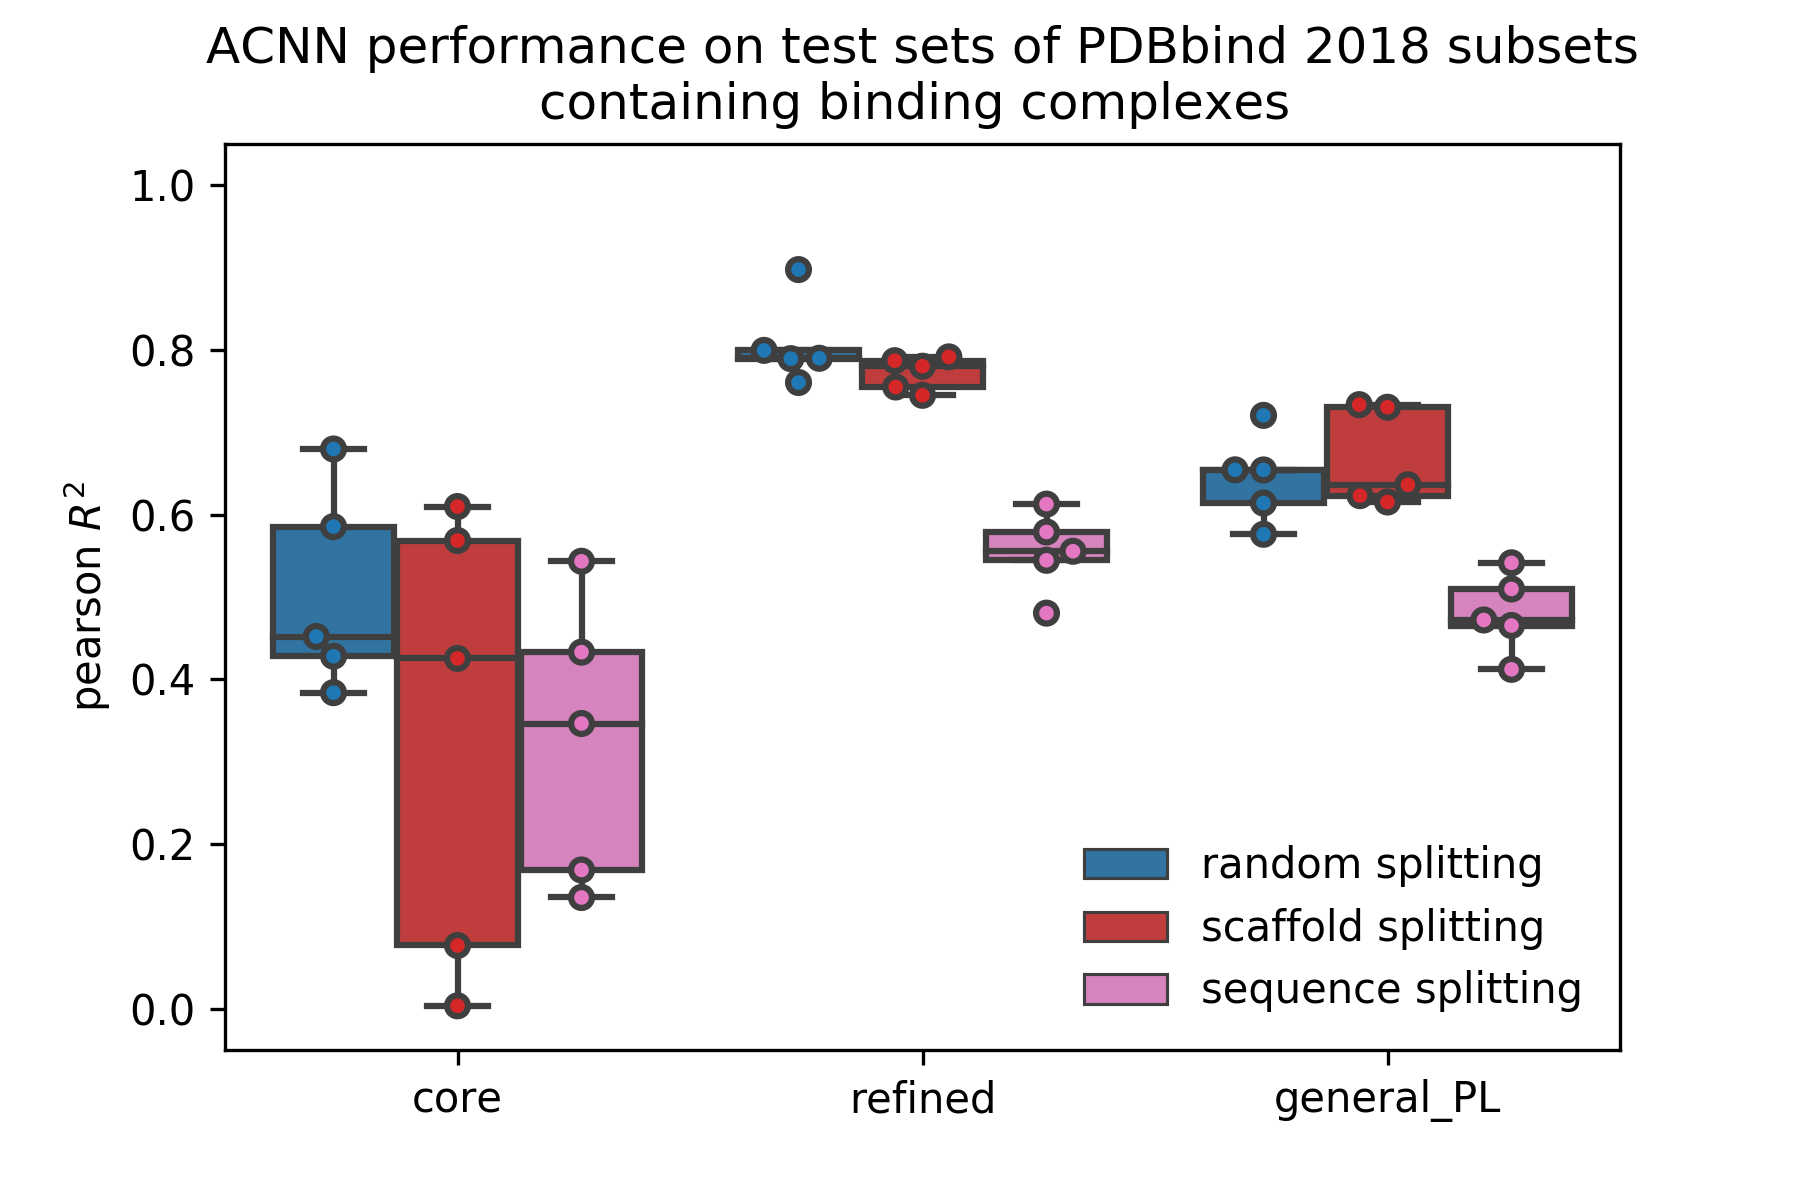 ACNN performance on test sets of PDBbind 2018 subsets
containing binding complexes
pearson R²
1.0
0.8
0.6
0.4
0.2
0.0
core
refined
general_PL
random splitting
scaffold splitting
sequence splitting